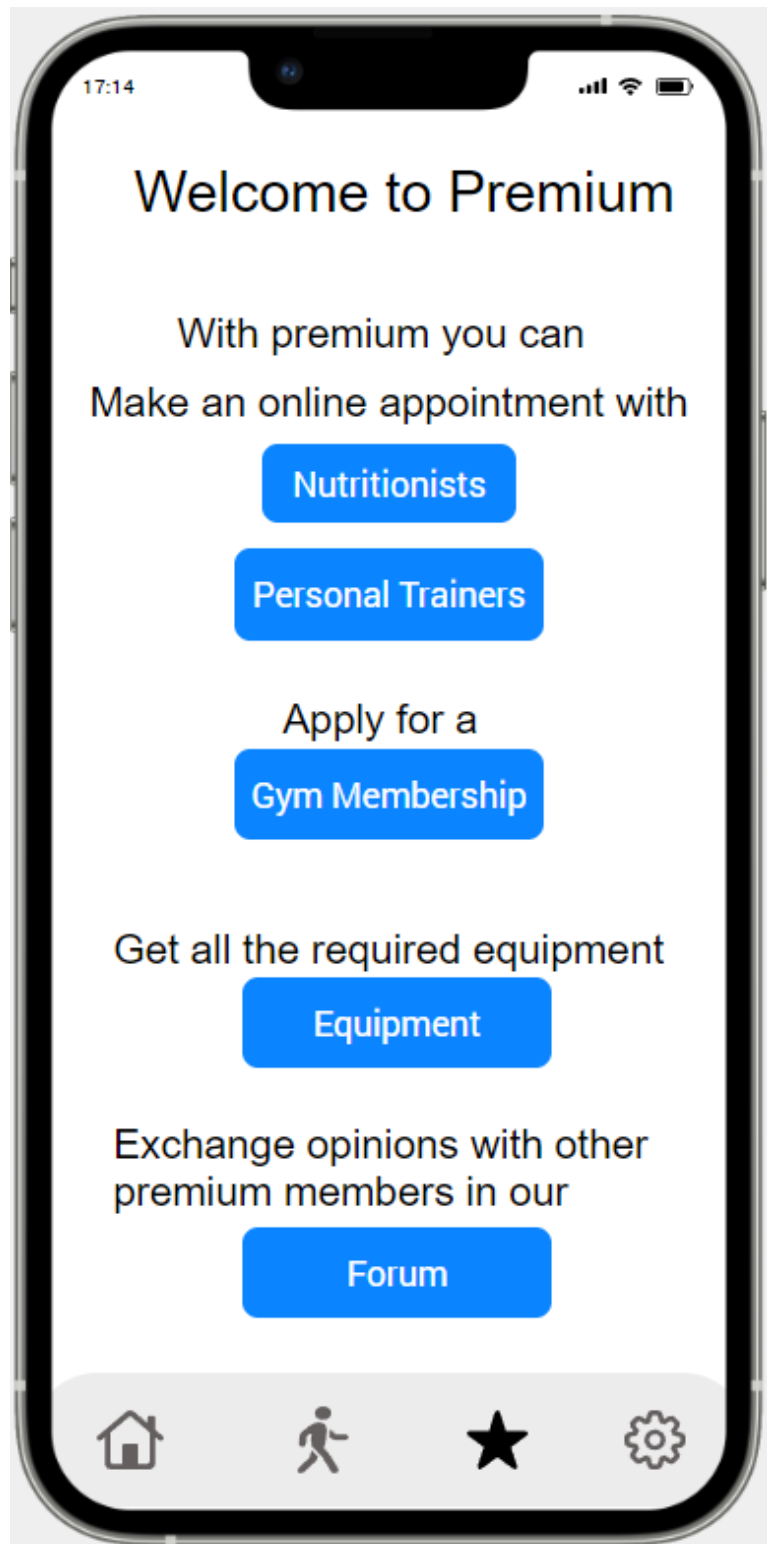 17:14
Welcome to Premium
With premium you can
Make an online appointment with
Nutritionists
Personal Trainers
Apply for a
Gym Membership
Get all the required equipment
Equipment
Exchange opinions with other
premium members in our
Forum